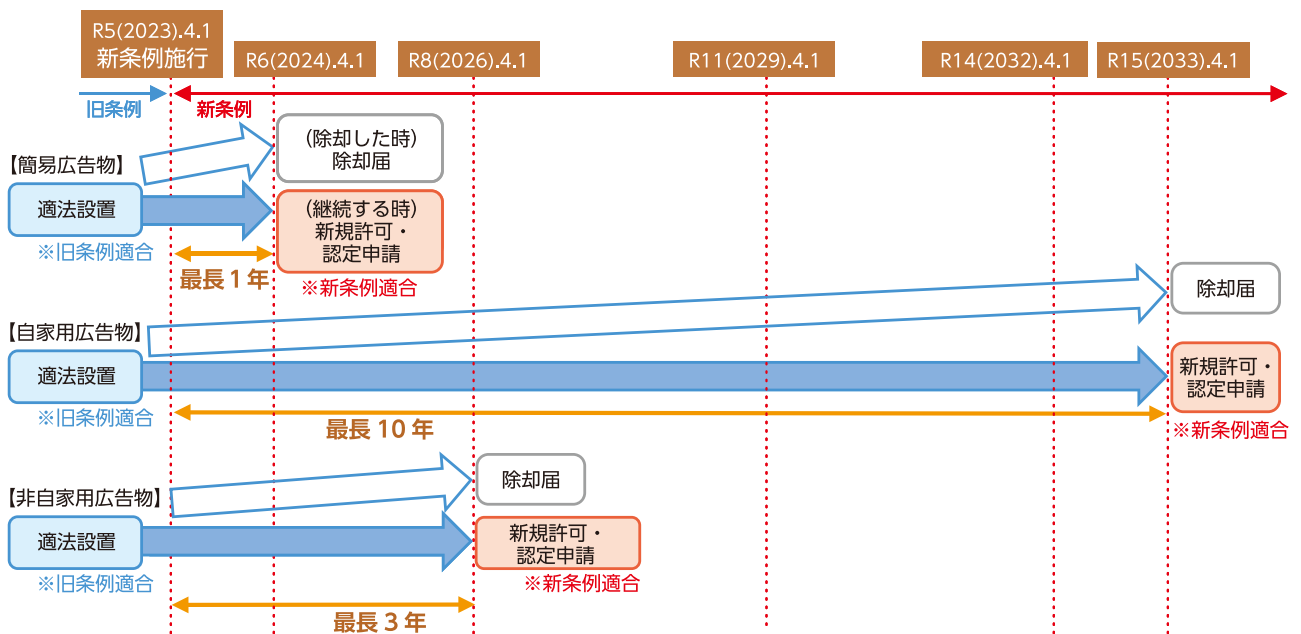 R5(2023).4.1
新条例施行
R6(2024).4.1
R8(2026).4.1
R11(2029).4.1
R14(2032).4.1
R15(2033).4.1
旧条例
新条例
【簡易広告物】
適法設置
※旧条例適合
(除却した時)
除却届
(継続する時)
新規許可・
認定申請
※新条例適合
最長1年
【自家用広告物】
適法設置
※旧条例適合
除却届
新規許可・
認定申請
※新条例適合
最長10年
【非自家用広告物】
適法設置
※旧条例適合
除却届
新規許可・
認定申請
※新条例適合
最長3年